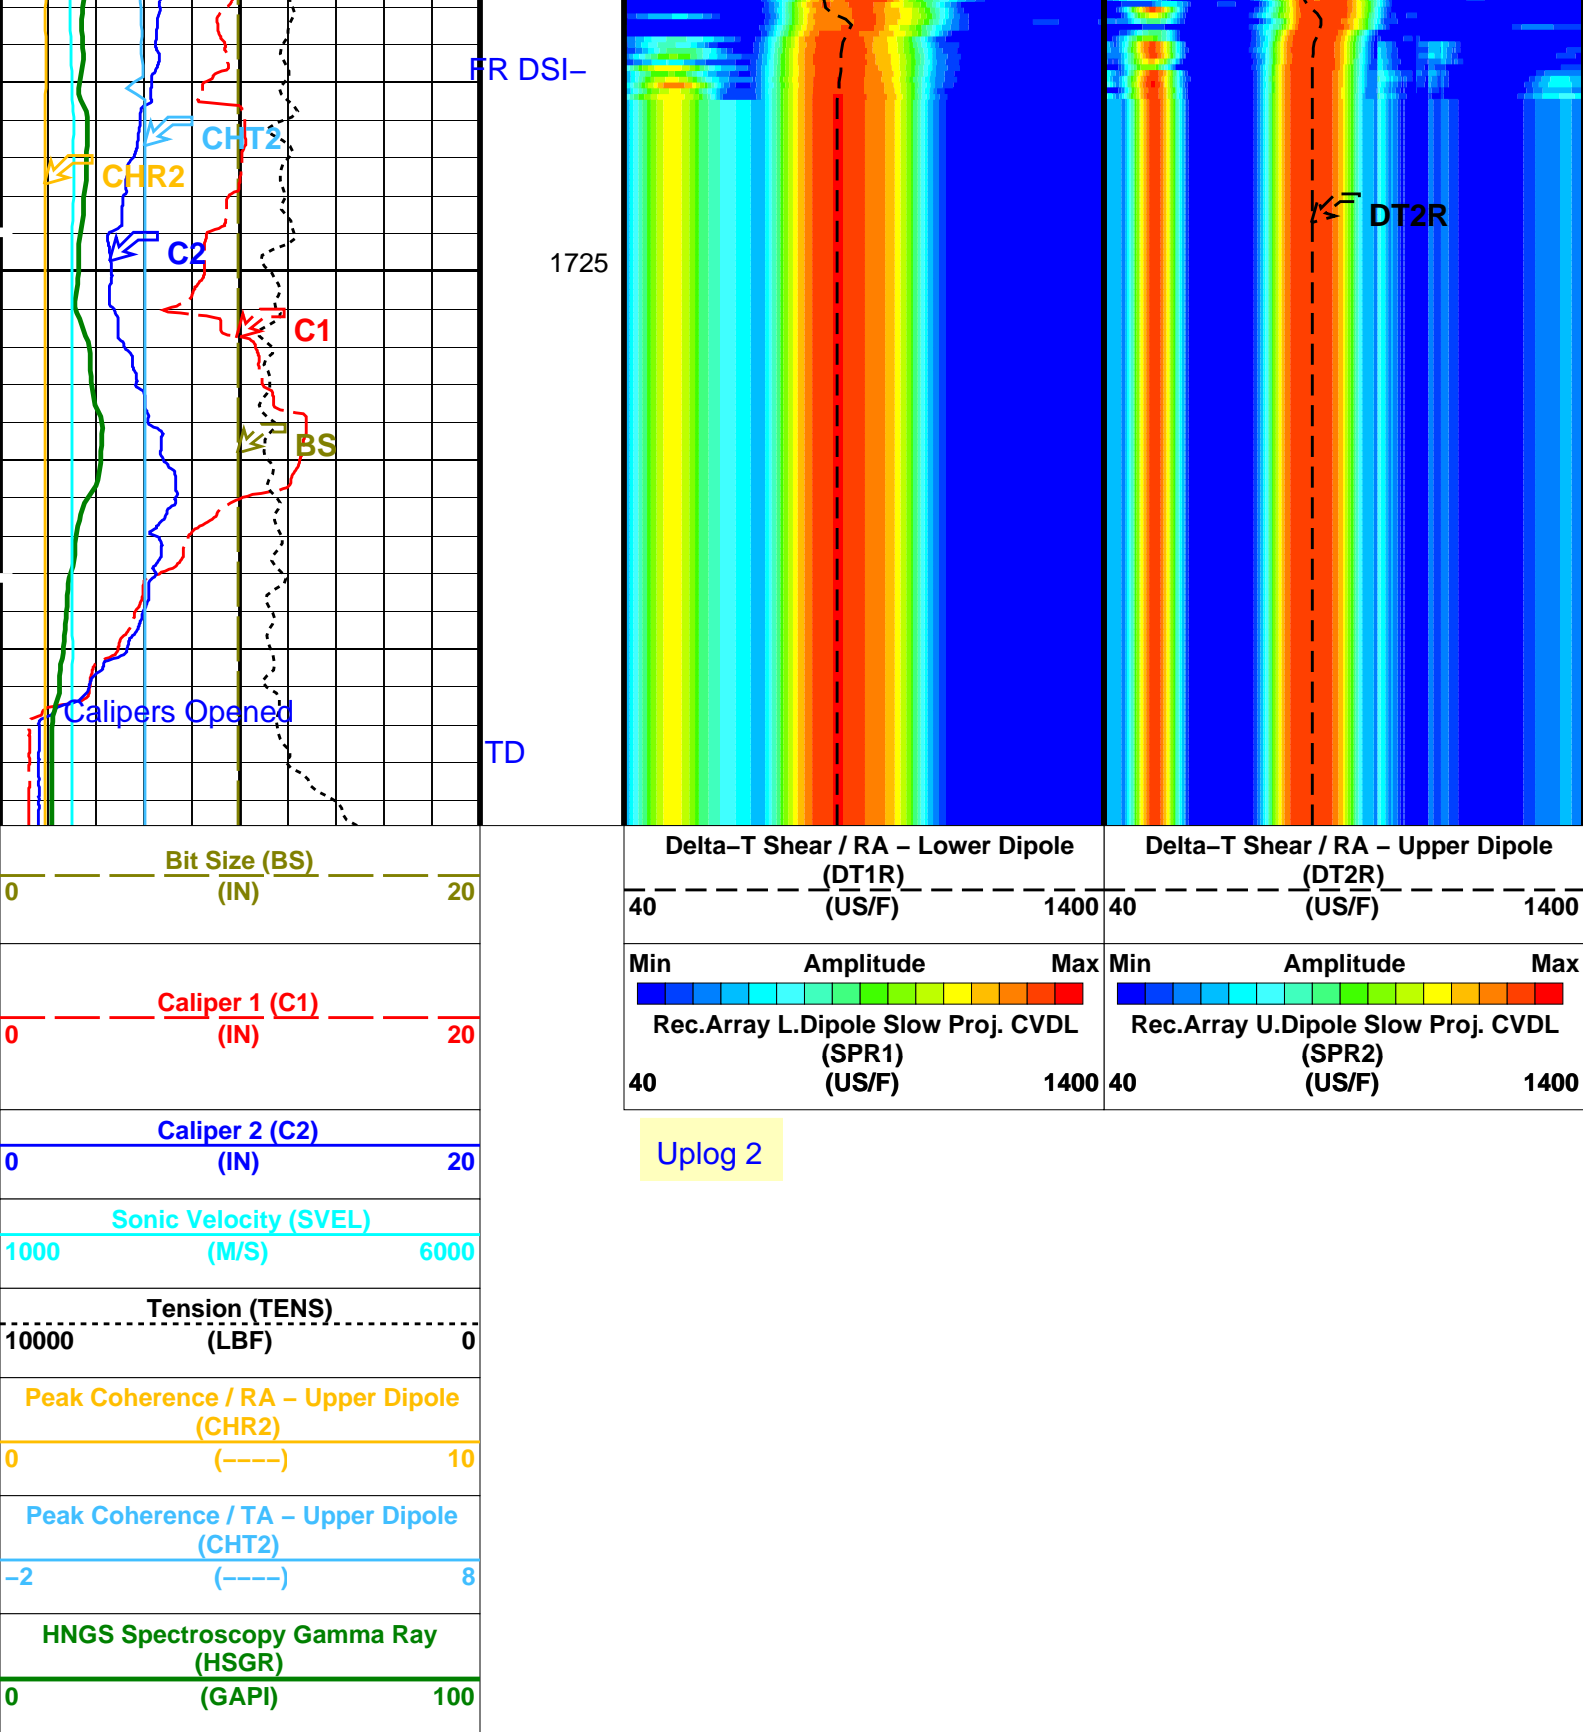 FR DSI–
CHT2
CHR2
DT2R
C2
1725
C1
BS
Calipers Opened
TD
Bit Size (BS)
0 (IN) 20
Caliper 1 (C1)
0 (IN) 20
Caliper 2 (C2)
0 (IN) 20
Sonic Velocity (SVEL)
1000 (M/S) 6000
Tension (TENS)
10000 (LBF) 0
Peak Coherence / RA – Upper Dipole
(CHR2)
0 (––––) 10
Peak Coherence / TA – Upper Dipole
(CHT2)
–2 (––––) 8
HNGS Spectroscopy Gamma Ray
(HSGR)
0 (GAPI) 100
Delta–T Shear / RA – Lower Dipole
(DT1R)
40 (US/F) 1400
Min Amplitude Max
Rec.Array L.Dipole Slow Proj. CVDL
(SPR1)
40 (US/F) 1400
Delta–T Shear / RA – Upper Dipole
(DT2R)
40 (US/F) 1400
Min Amplitude Max
Rec.Array U.Dipole Slow Proj. CVDL
(SPR2)
40 (US/F) 1400
Uplog 2